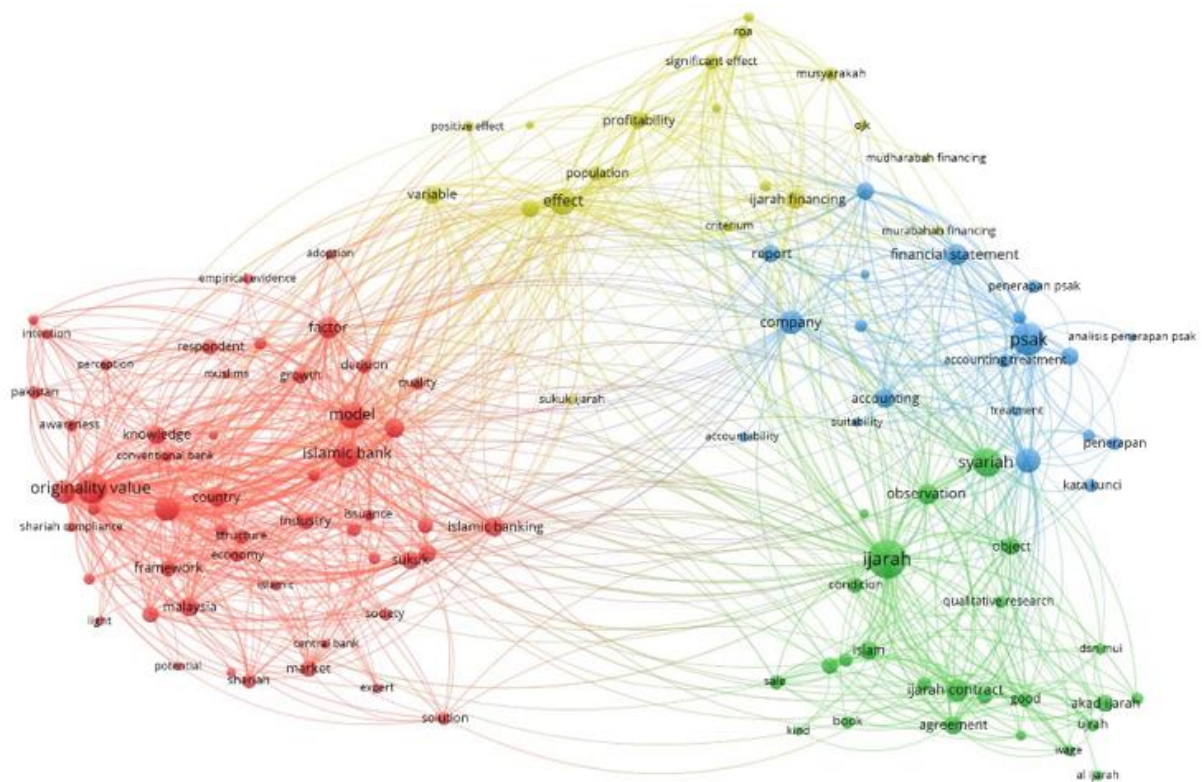 roa
significant effect
musyarakah
positive effect
profitability
ojk
mudharabah financing
population
variable
effect
ijarah financing
criterium
murabahah financing
adoption
report
financial statement
empirical evidence
penerapan psak
factor
company
intention
psak
analisis penerapan psak
respondent
perception
decision
accounting treatment
muslims
growth
quality
pakistan
sukuk ijarah
accounting
model
treatment
awareness
suitability
knowledge
accountability
penerapan
conventional bank
islamic bank
syariah
originality value
country
observation
kata kunci
shariah compliance
industry
issuance
islamic banking
structure
object
economy
sukuk
ijarah
framework
islamic
condition
qualitative research
malaysia
light
society
central bank
islam
dsn mui
potential
shariah
market
expert
sale
ijarah contract
good
akad ijarah
solution
kind
book
agreement
ujrah
wage
al ijarah